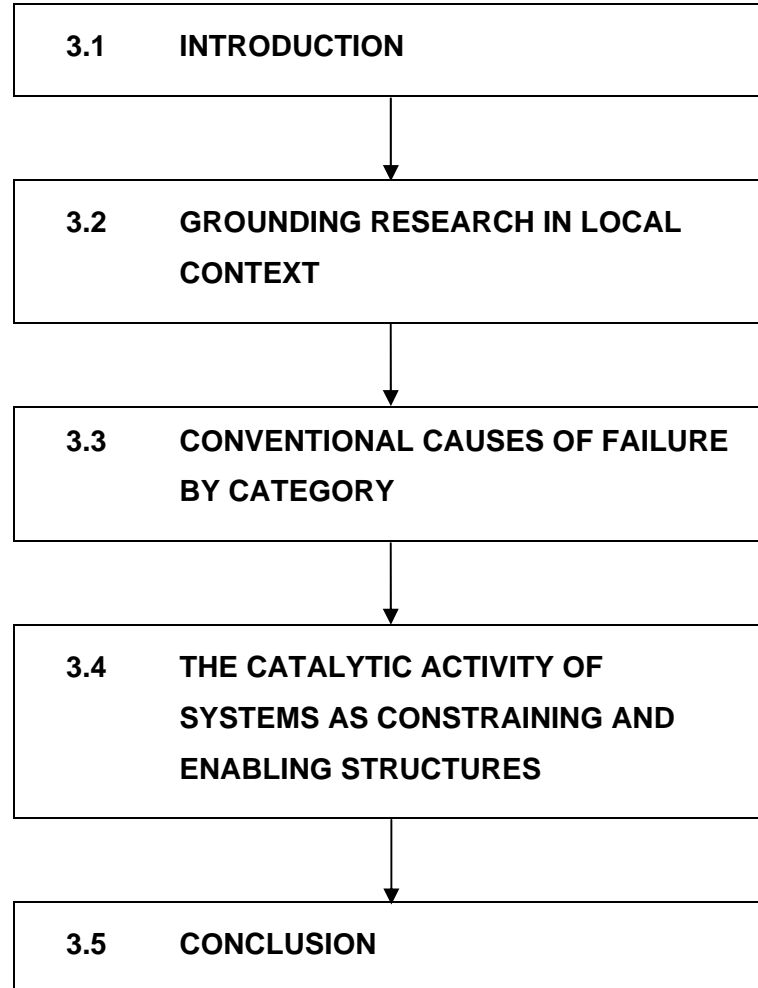 3.1 INTRODUCTION
3.2 GROUNDING RESEARCH IN LOCAL
CONTEXT
3.3 CONVENTIONAL CAUSES OF FAILURE
BY CATEGORY
3.4 THE CATALYTIC ACTIVITY OF
SYSTEMS AS CONSTRAINING AND
ENABLING STRUCTURES
3.5 CONCLUSION